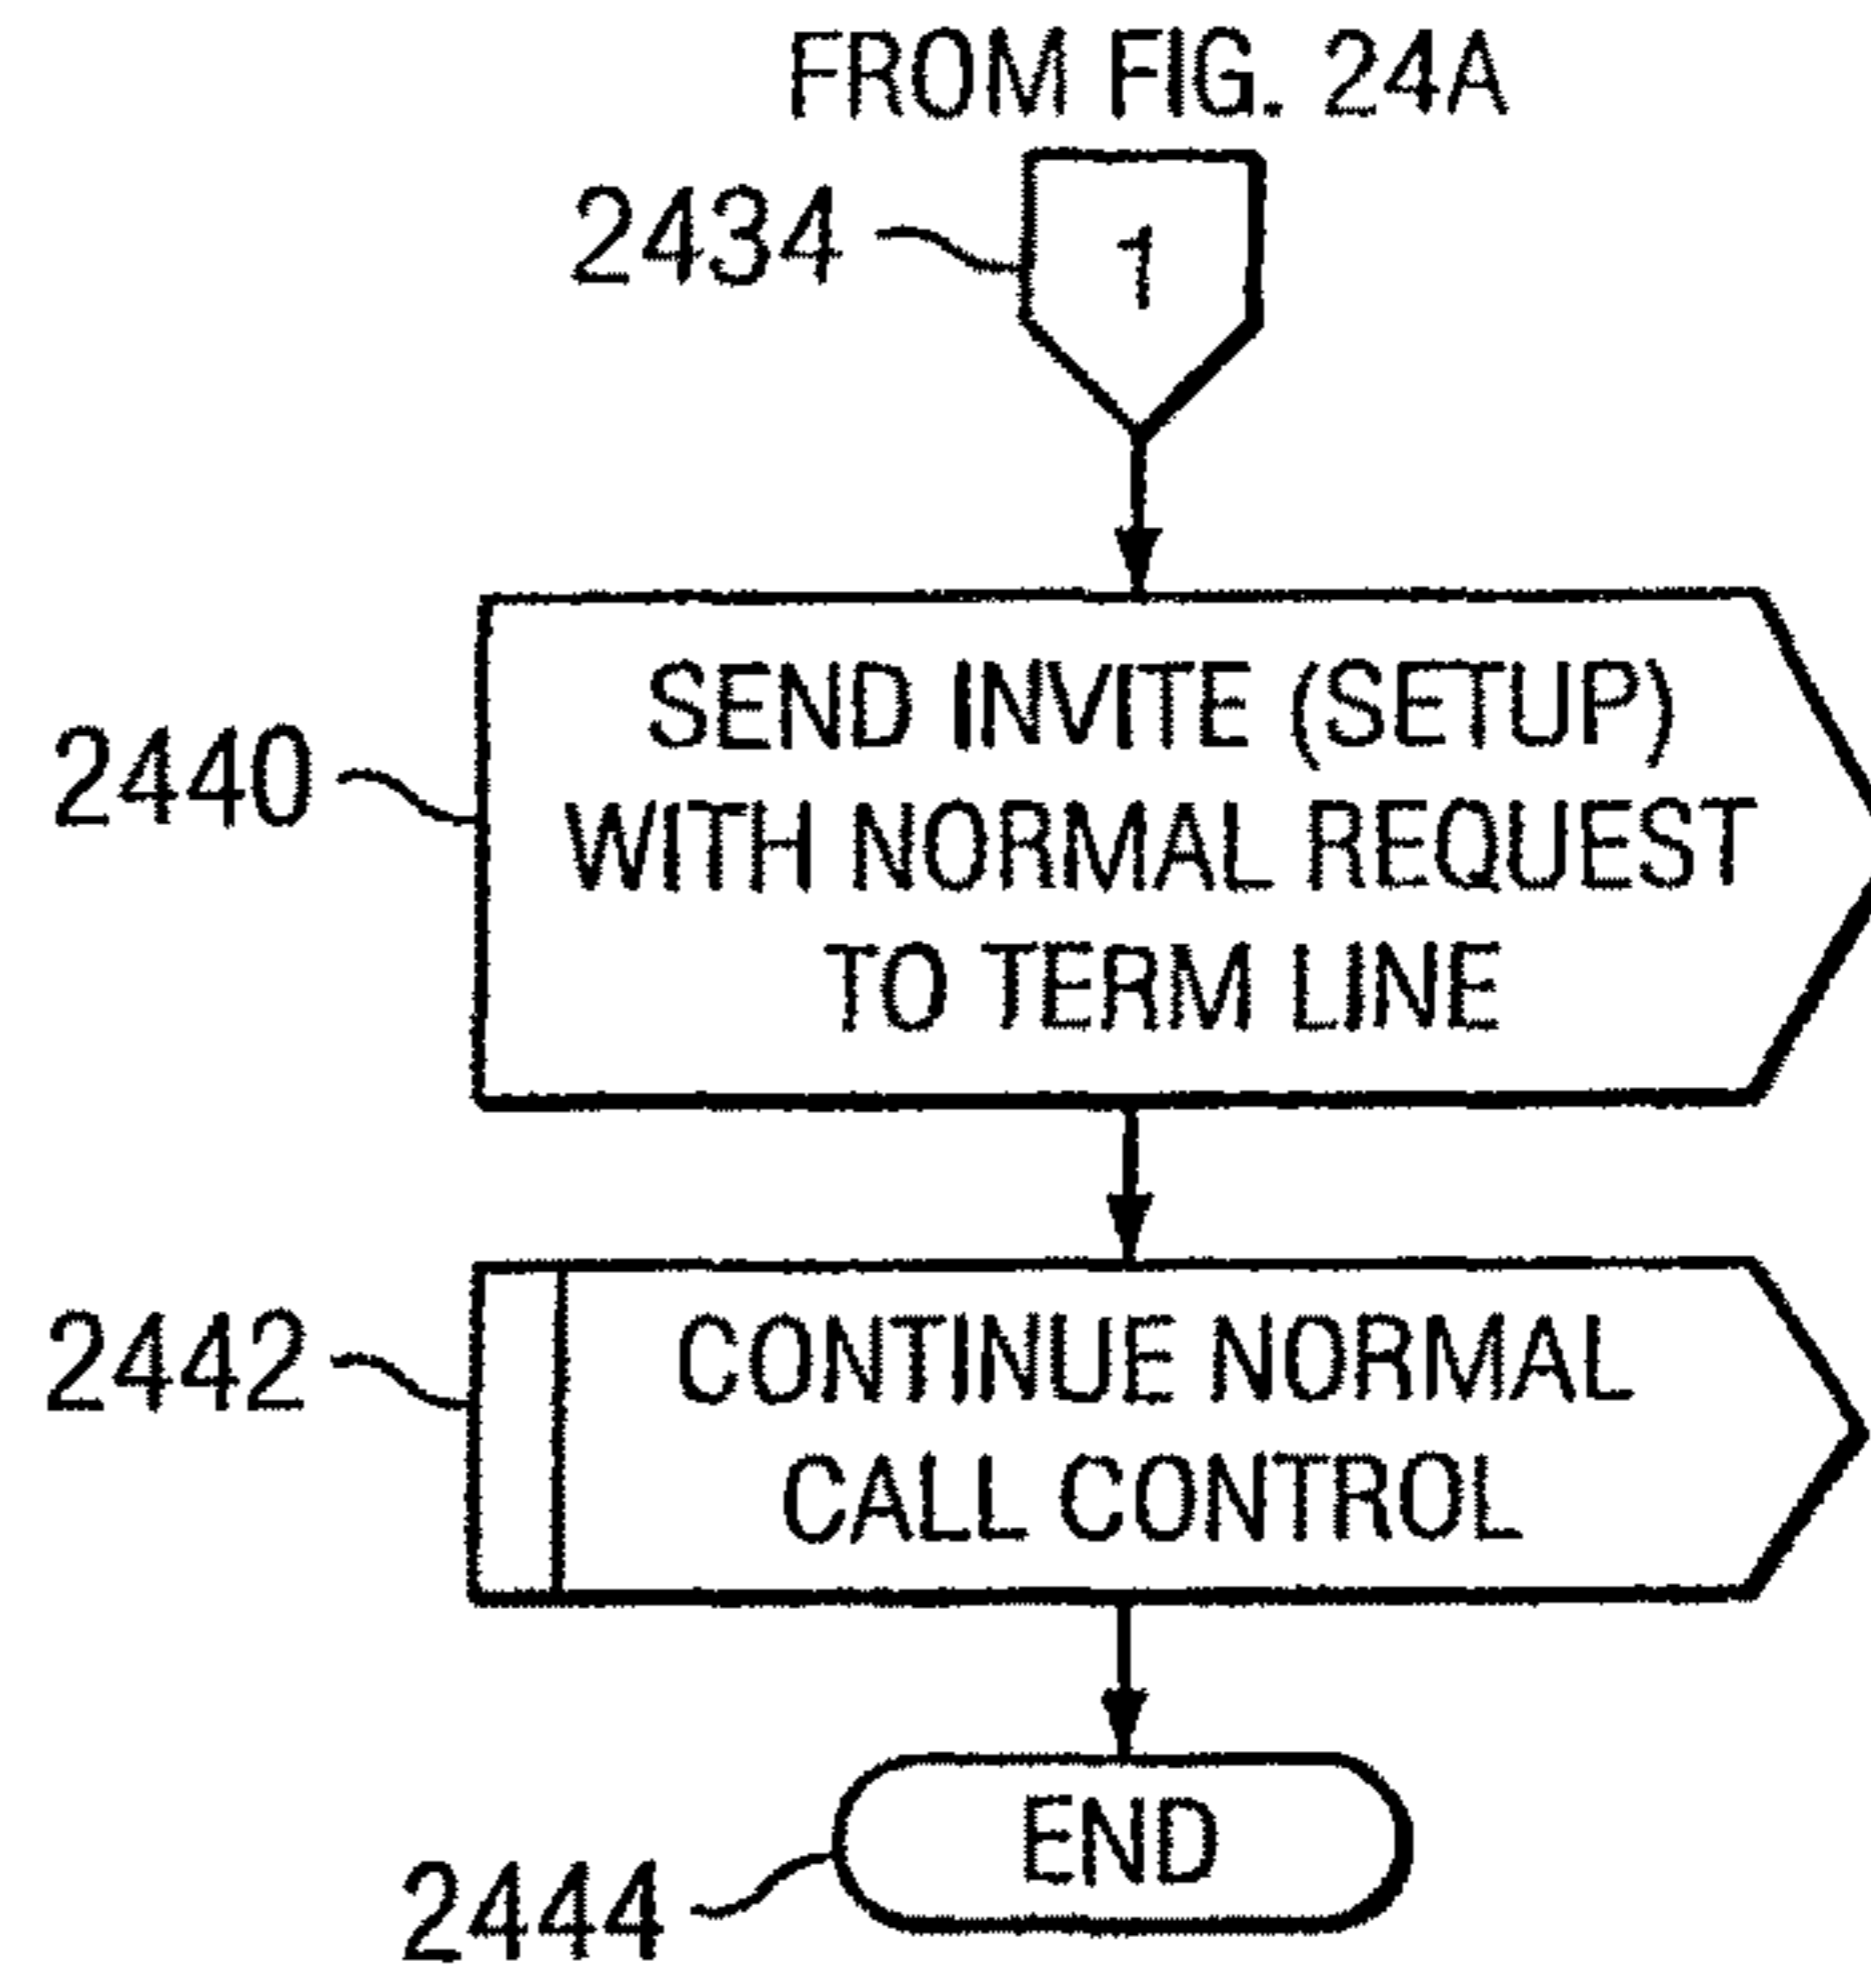 FROM FIG. 24A
2434
1
2440
SEND INVITE (SETUP)
WITH NORMAL REQUEST
TO TERM LINE
2442
CONTINUE NORMAL
CALL CONTROL
END
2444